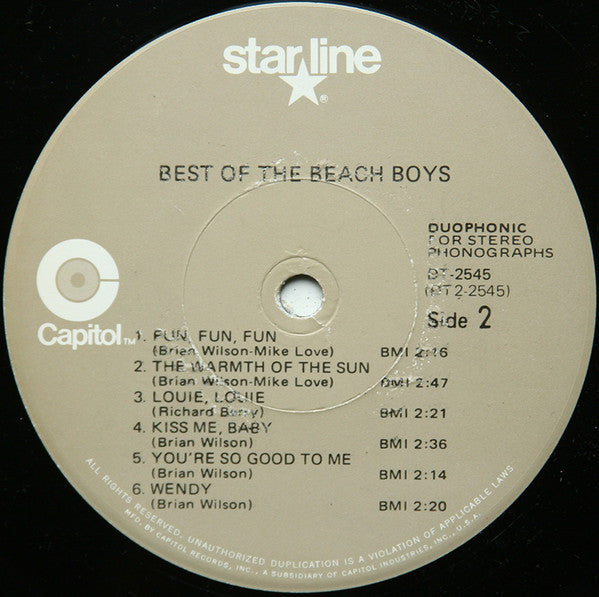 star line
®
BEST OF THE BEACH BOYS
DUOPHONIC
FOR STEREO
PHONOGRAPHS
DT-2545
(DT2-2545)
Side 2
Capitol™
1. FUN, FUN, FUN
(Brian Wilson-Mike Love) BMI 2:16
2. THE WARMTH OF THE SUN
(Brian Wilson-Mike Love) BMI 2:47
3. LOUIE, LOUIE
(Richard Berry) BMI 2:21
4. KISS ME, BABY
(Brian Wilson) BMI 2:36
5. YOU'RE SO GOOD TO ME
(Brian Wilson) BMI 2:14
6. WENDY
(Brian Wilson) BMI 2:20
ALL RIGHTS RESERVED. UNAUTHORIZED DUPLICATION IS A VIOLATION OF APPLICABLE LAWS
MFD. BY CAPITOL RECORDS, INC., A SUBSIDIARY OF CAPITOL INDUSTRIES, INC., U.S.A.